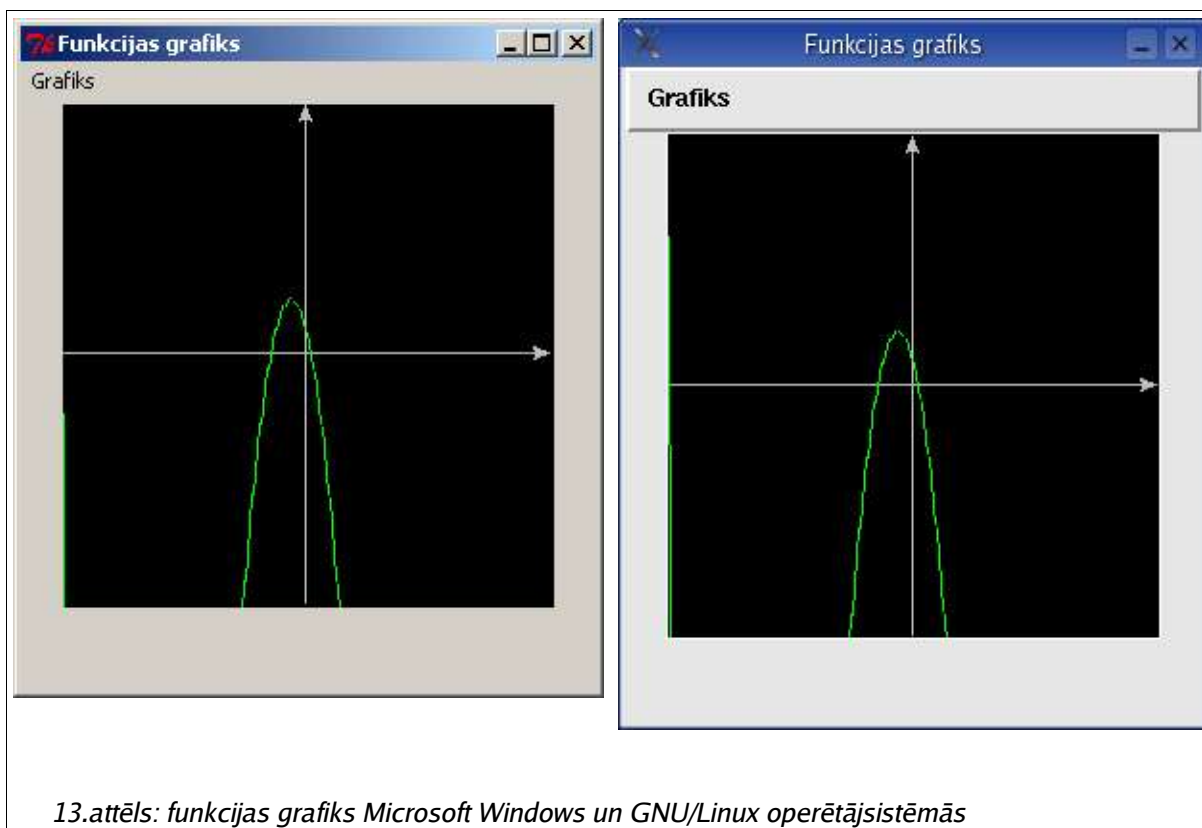 Funkcijas grafiks
Grafiks
Funkcijas grafiks
Grafiks
13.attēls: funkcijas grafiks Microsoft Windows un GNU/Linux operētājsistēmās